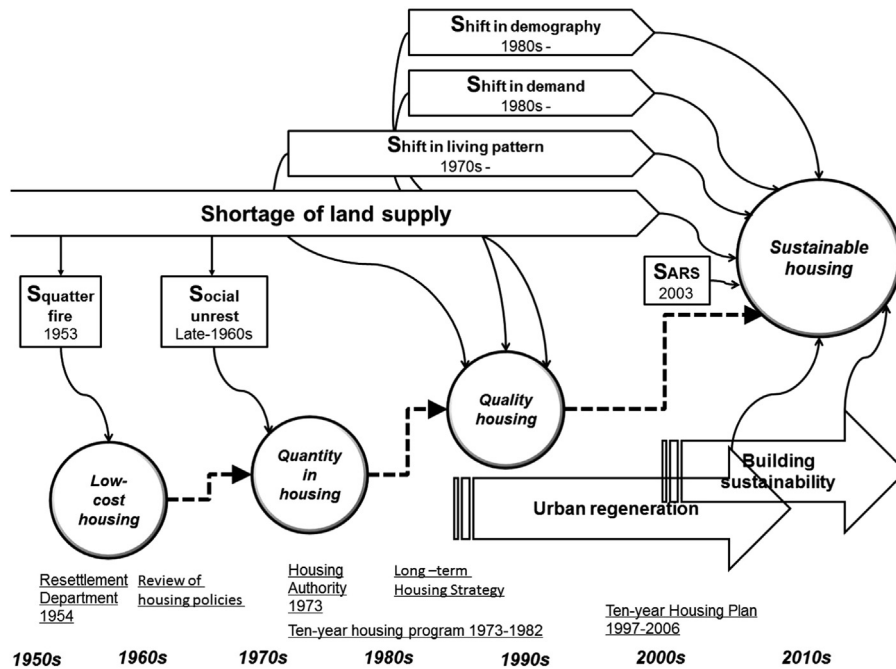 Shift in demography
1980s -
Shift in demand
1980s -
Shift in living pattern
1970s -
Shortage of land supply
Squatter
fire
1953
Social
unrest
Late-1960s
SARS
2003
Sustainable
housing
Quality
housing
Low-
cost
housing
Quantity
in
housing
Building
sustainability
Urban regeneration
Resettlement
Department
1954
Review of
housing policies
Housing
Authority
1973
Long –term
Housing Strategy
Ten-year housing program 1973-1982
Ten-year Housing Plan
1997-2006
1950s 1960s 1970s 1980s 1990s 2000s 2010s